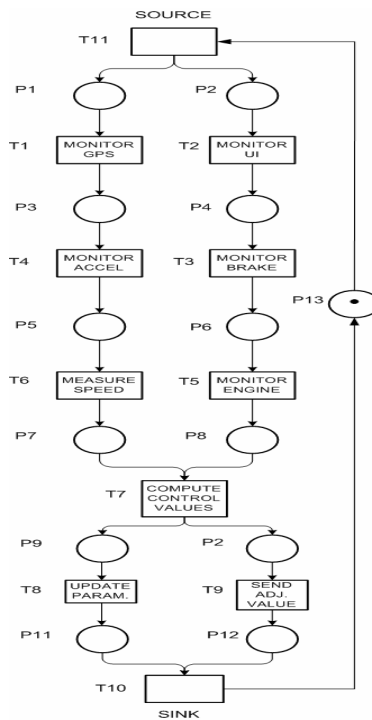 SOURCE
T11
P1
P2
T1
MONITOR
GPS
T2
MONITOR
UI
P3
P4
T4
MONITOR
ACCEL
T3
MONITOR
BRAKE
P13
P5
P6
T6
MEASURE
SPEED
T5
MONITOR
ENGINE
P7
P8
T7
COMPUTE
CONTROL
VALUES
P9
P2
T8
UPDATE
PARAM.
T9
SEND
ADJ.
VALUE
P11
P12
T10
SINK